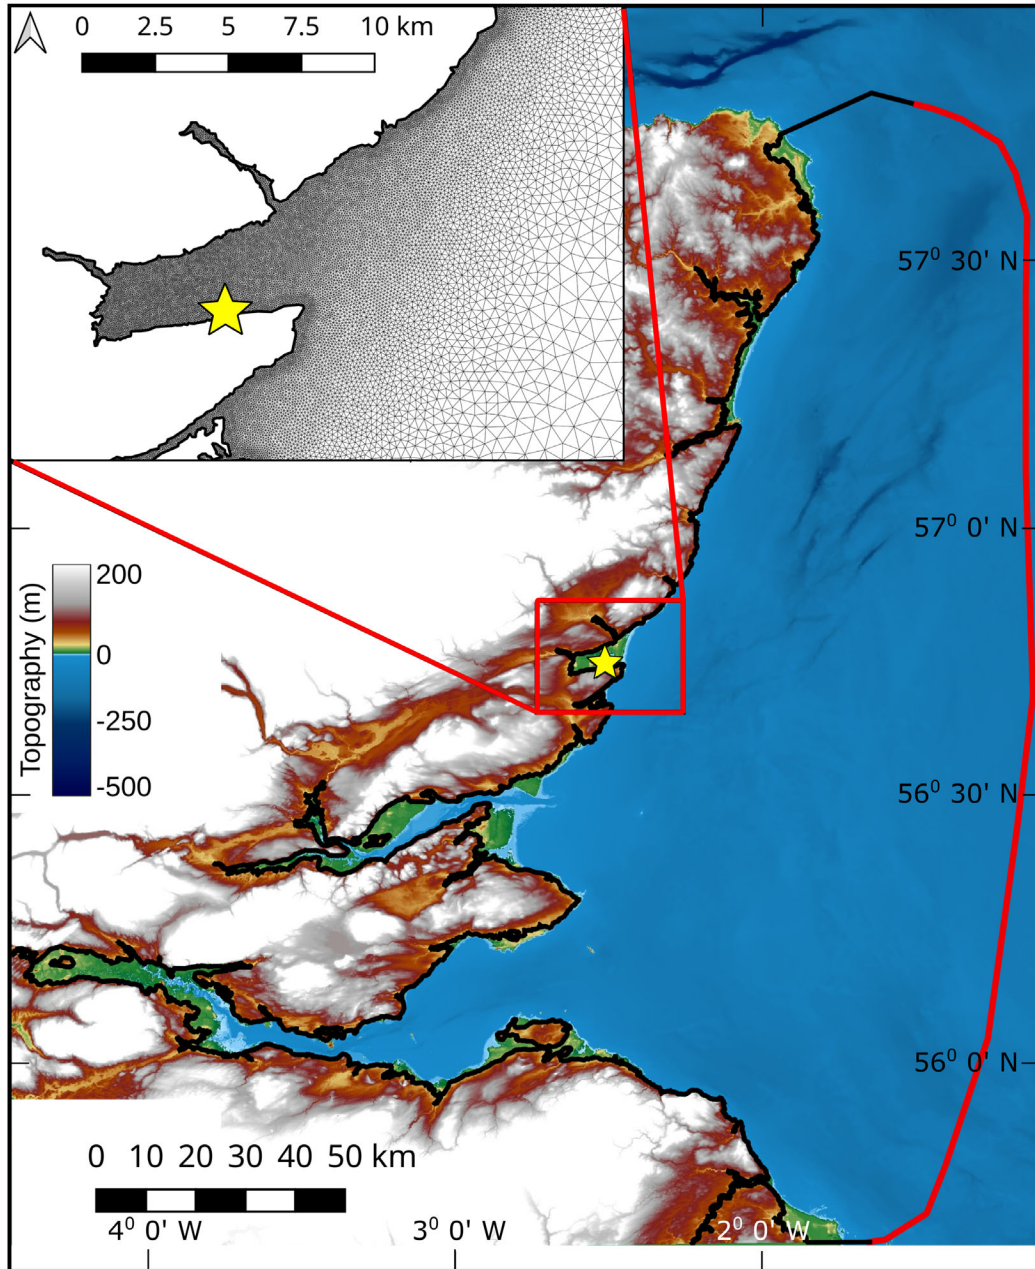 0 2.5 5 7.5 10 km
57⁰ 30' N
57⁰ 0' N
Topography (m)
200
0
-250
-500
56⁰ 30' N
56⁰ 0' N
0 10 20 30 40 50 km
4⁰ 0' W 3⁰ 0' W 2⁰ 0' W